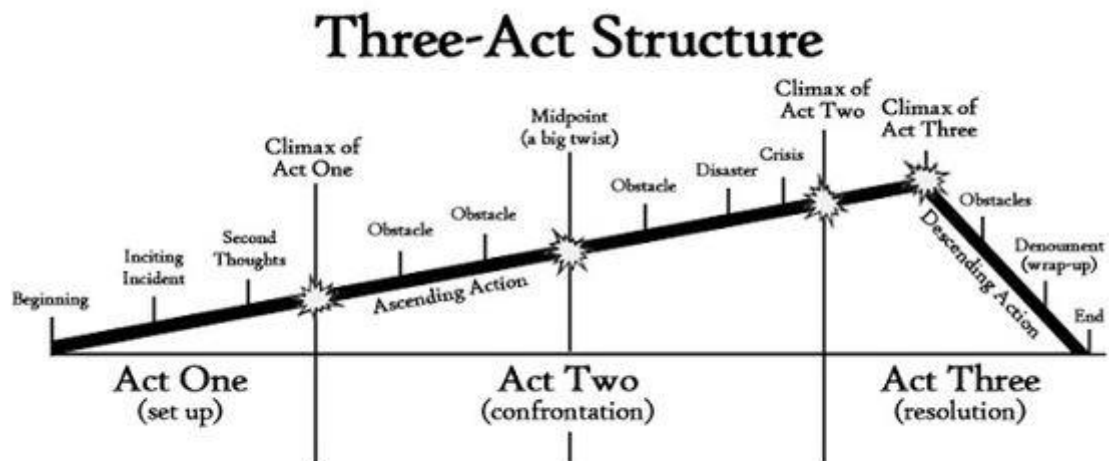 Three-Act Structure
Beginning
Inciting
Incident
Second
Thoughts
Climax of
Act One
Obstacle
Obstacle
Ascending Action
Midpoint
(a big twist)
Obstacle
Disaster
Crisis
Climax of
Act Two
Climax of
Act Three
Obstacles
Descending Action
Denoument
(wrap-up)
End
Act One
(set up)
Act Two
(confrontation)
Act Three
(resolution)